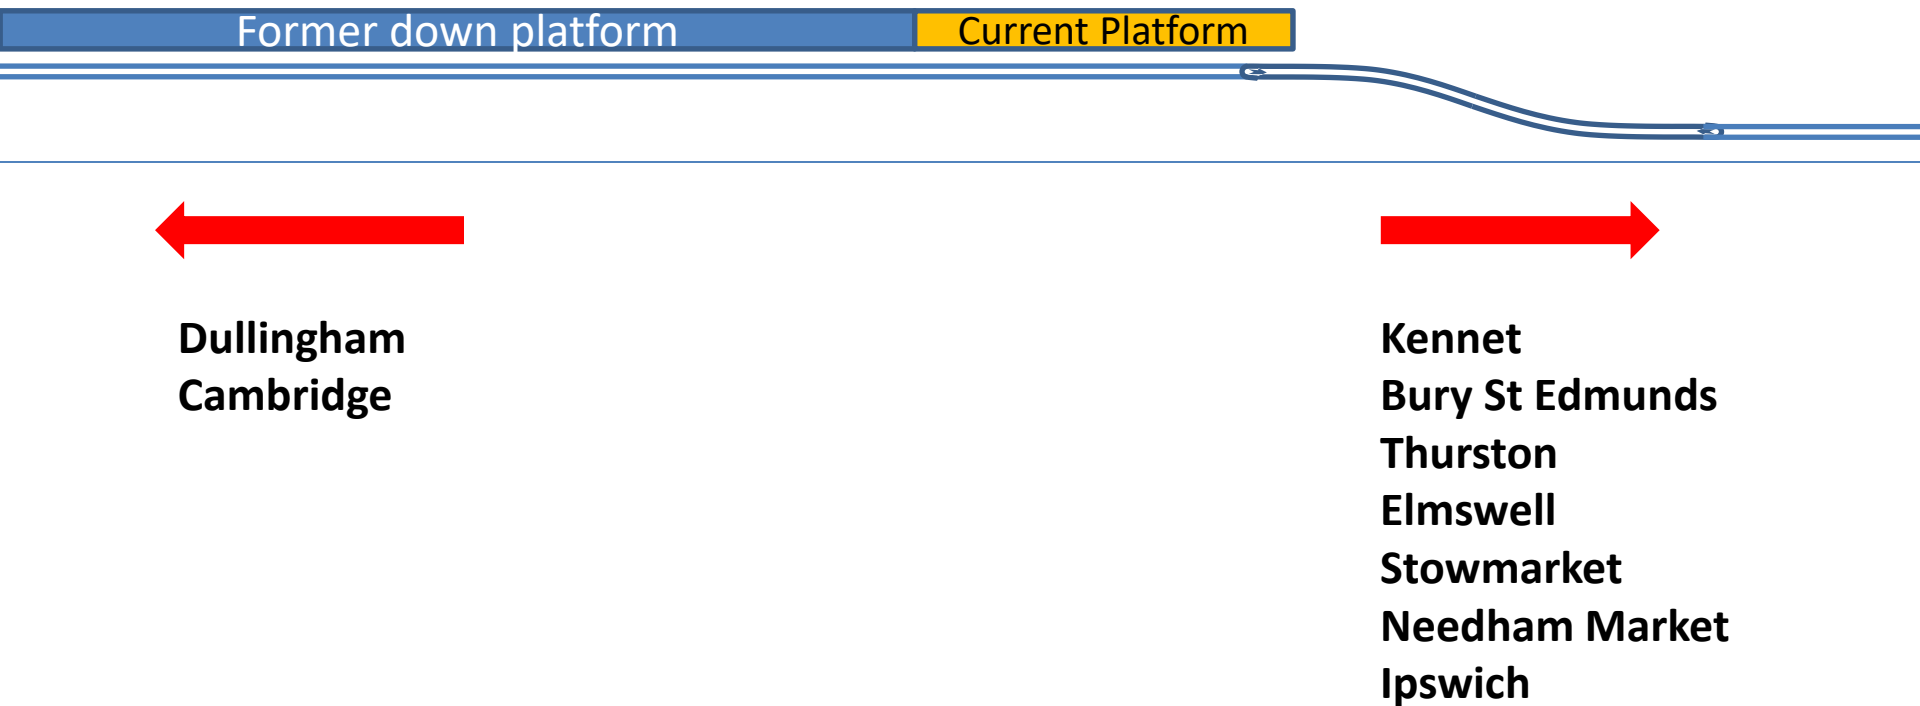 Former down platform
Current Platform
Dullingham
Cambridge
Kennet
Bury St Edmunds
Thurston
Elmswell
Stowmarket
Needham Market
Ipswich